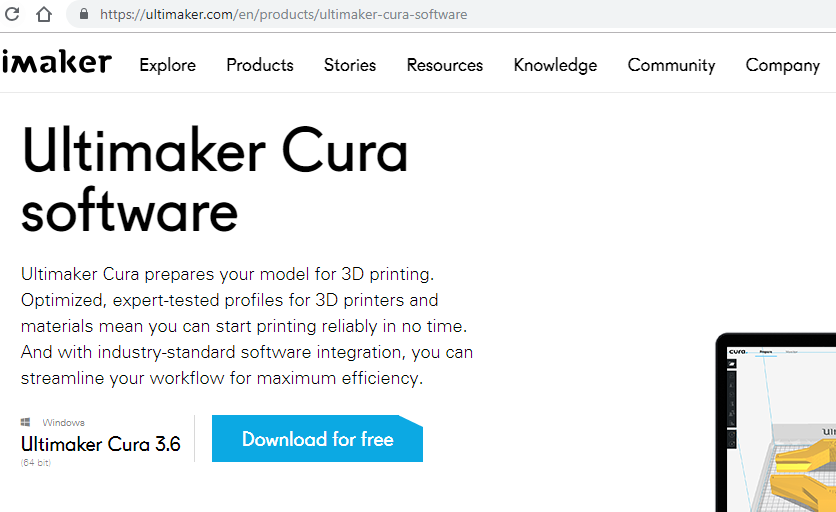 https://ultimaker.com/en/products/ultimaker-cura-software
imaker Explore Products Stories Resources Knowledge Community Company
Ultimaker Cura
software
Ultimaker Cura prepares your model for 3D printing.
Optimized, expert-tested profiles for 3D printers and
materials mean you can start printing reliably in no time.
And with industry-standard software integration, you can
streamline your workflow for maximum efficiency.
Windows
Ultimaker Cura 3.6
(64 bit)
Download for free
cura. Prepare